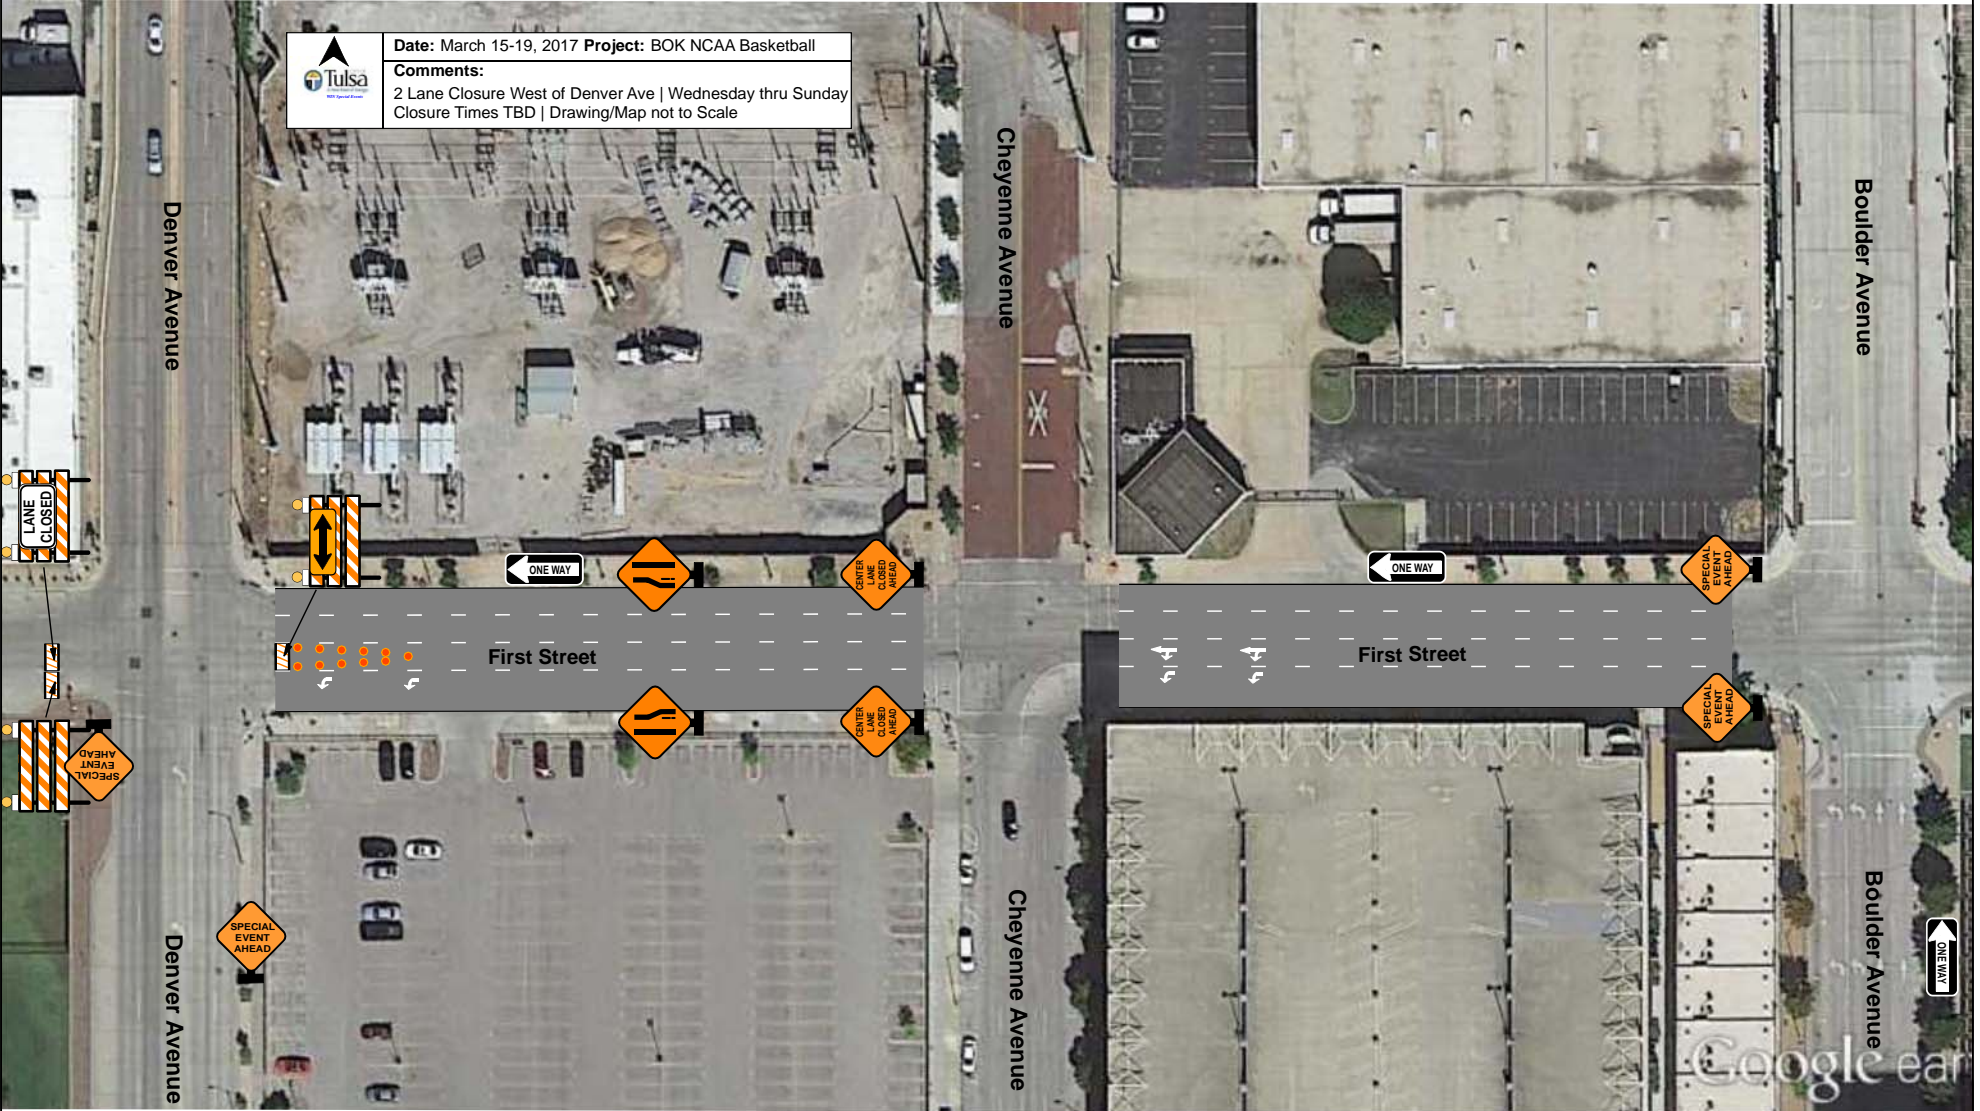 Date: March 15-19, 2017 Project: BOK NCAA Basketball
Tulsa
Comments:
2 Lane Closure West of Denver Ave | Wednesday thru Sunday
Closure Times TBD | Drawing/Map not to Scale
Denver Avenue
Cheyenne Avenue
Boulder Avenue
LANE
CLOSED
ONE WAY
CENTER
LANE
CLOSED
AHEAD
ONE WAY
SPECIAL
EVENT
AHEAD
First Street
First Street
CENTER
LANE
CLOSED
AHEAD
SPECIAL
EVENT
AHEAD
SPECIAL
EVENT
AHEAD
SPECIAL
EVENT
AHEAD
Denver Avenue
Cheyenne Avenue
Boulder Avenue
ONE WAY
Google ear